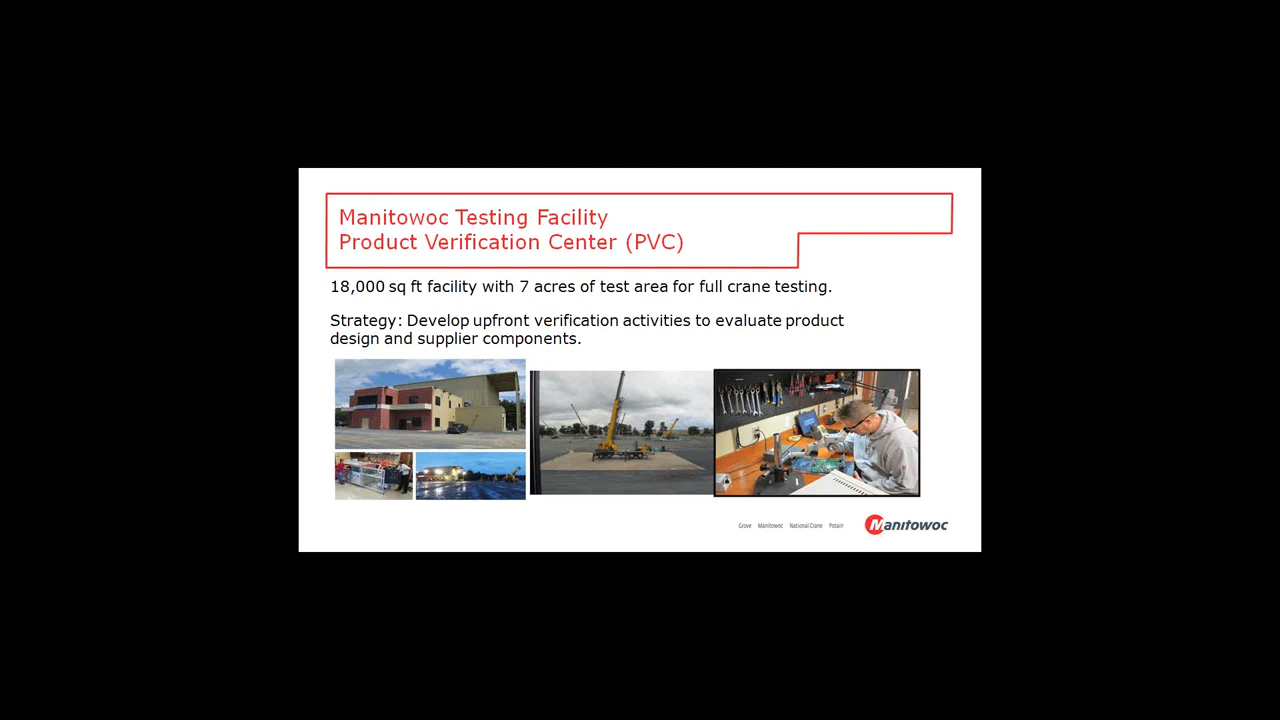 Manitowoc Testing Facility
Product Verification Center (PVC)
18,000 sq ft facility with 7 acres of test area for full crane testing.
Strategy: Develop upfront verification activities to evaluate product
design and supplier components.
Grove Manitowoc National Crane Potain
Manitowoc